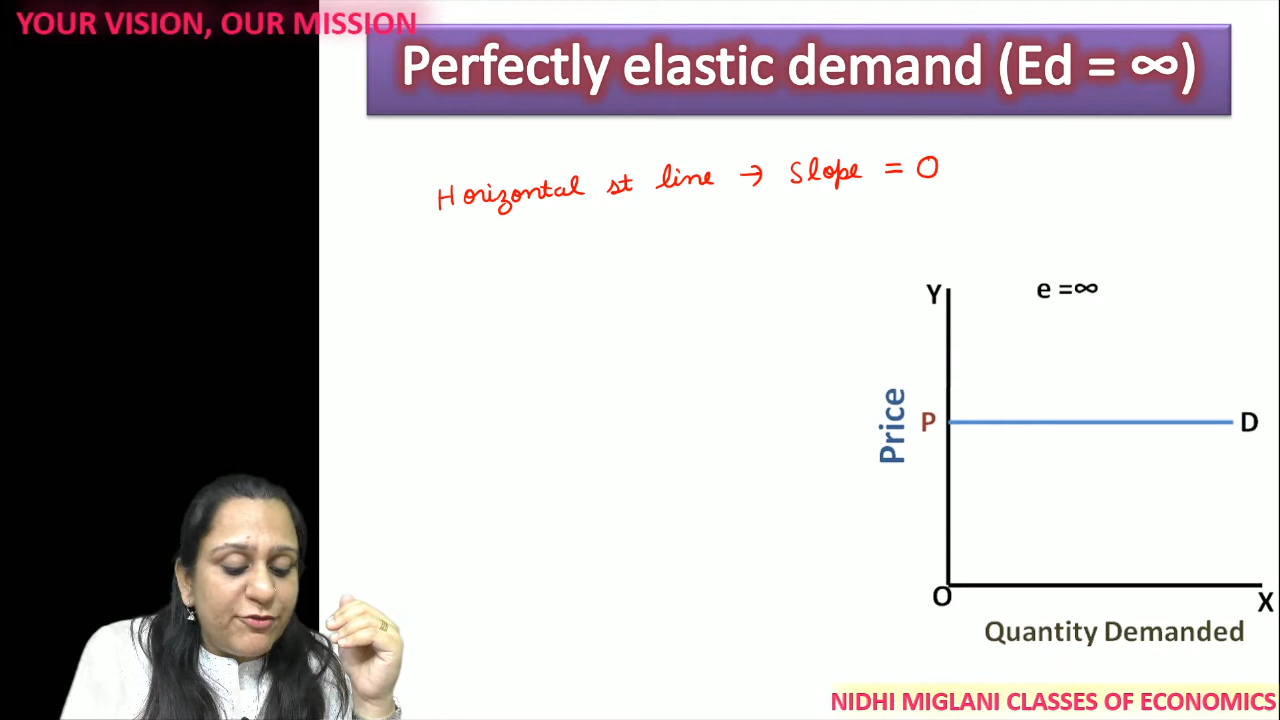 YOUR VISION, OUR MISSION
Perfectly elastic demand (Ed = ∞)
Horizontal st line → Slope = 0
Y
e =∞
Price
P
D
O
X
Quantity Demanded
NIDHI MIGLANI CLASSES OF ECONOMICS